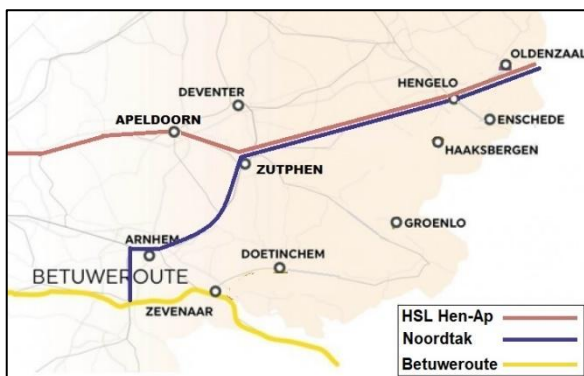 OLDENZAAL
HENGELO
DEVENTER
APELDOORN
ENSCHEDE
HAAKSBERGEN
ZUTPHEN
GROENLO
ARNHEM
DOETINCHEM
BETUWEROUTE
ZEVENAAR
HSL Hen-Ap
Noordtak
Betuweroute